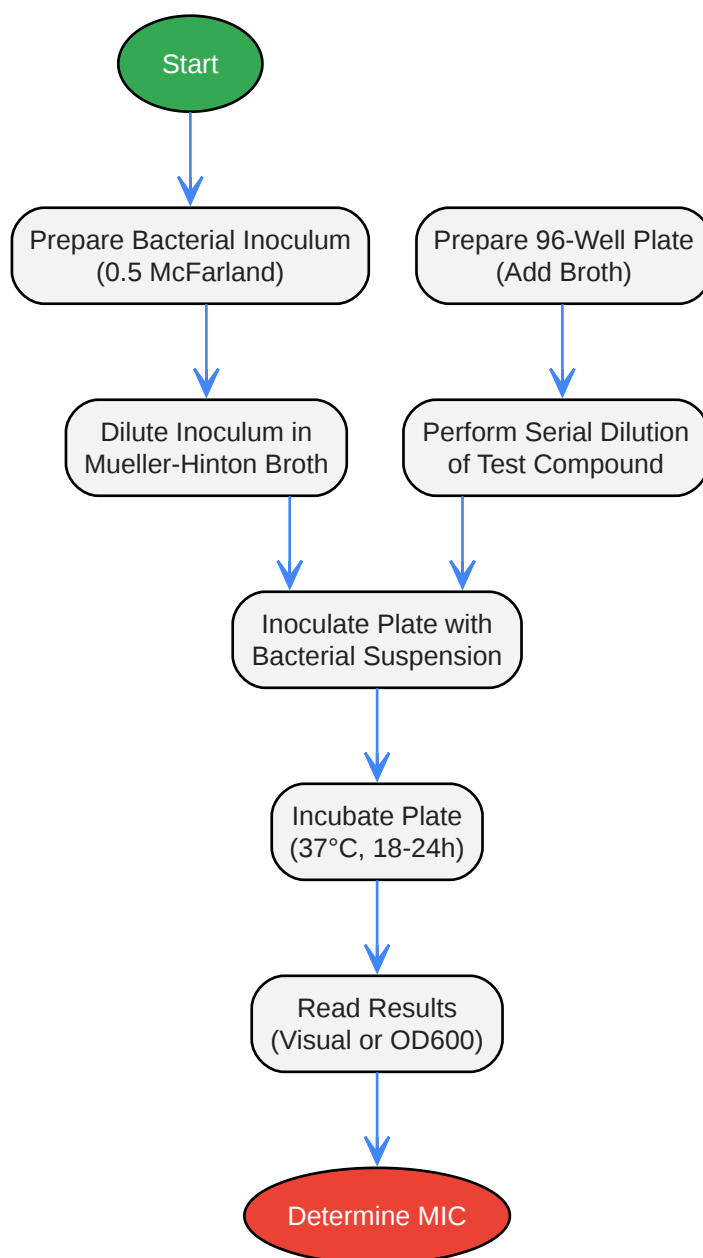 Start
Prepare Bacterial Inoculum
(0.5 McFarland)
Prepare 96-Well Plate
(Add Broth)
Dilute Inoculum in
Mueller-Hinton Broth
Perform Serial Dilution
of Test Compound
Inoculate Plate with
Bacterial Suspension
Incubate Plate
(37°C, 18-24h)
Read Results
(Visual or OD600)
Determine MIC